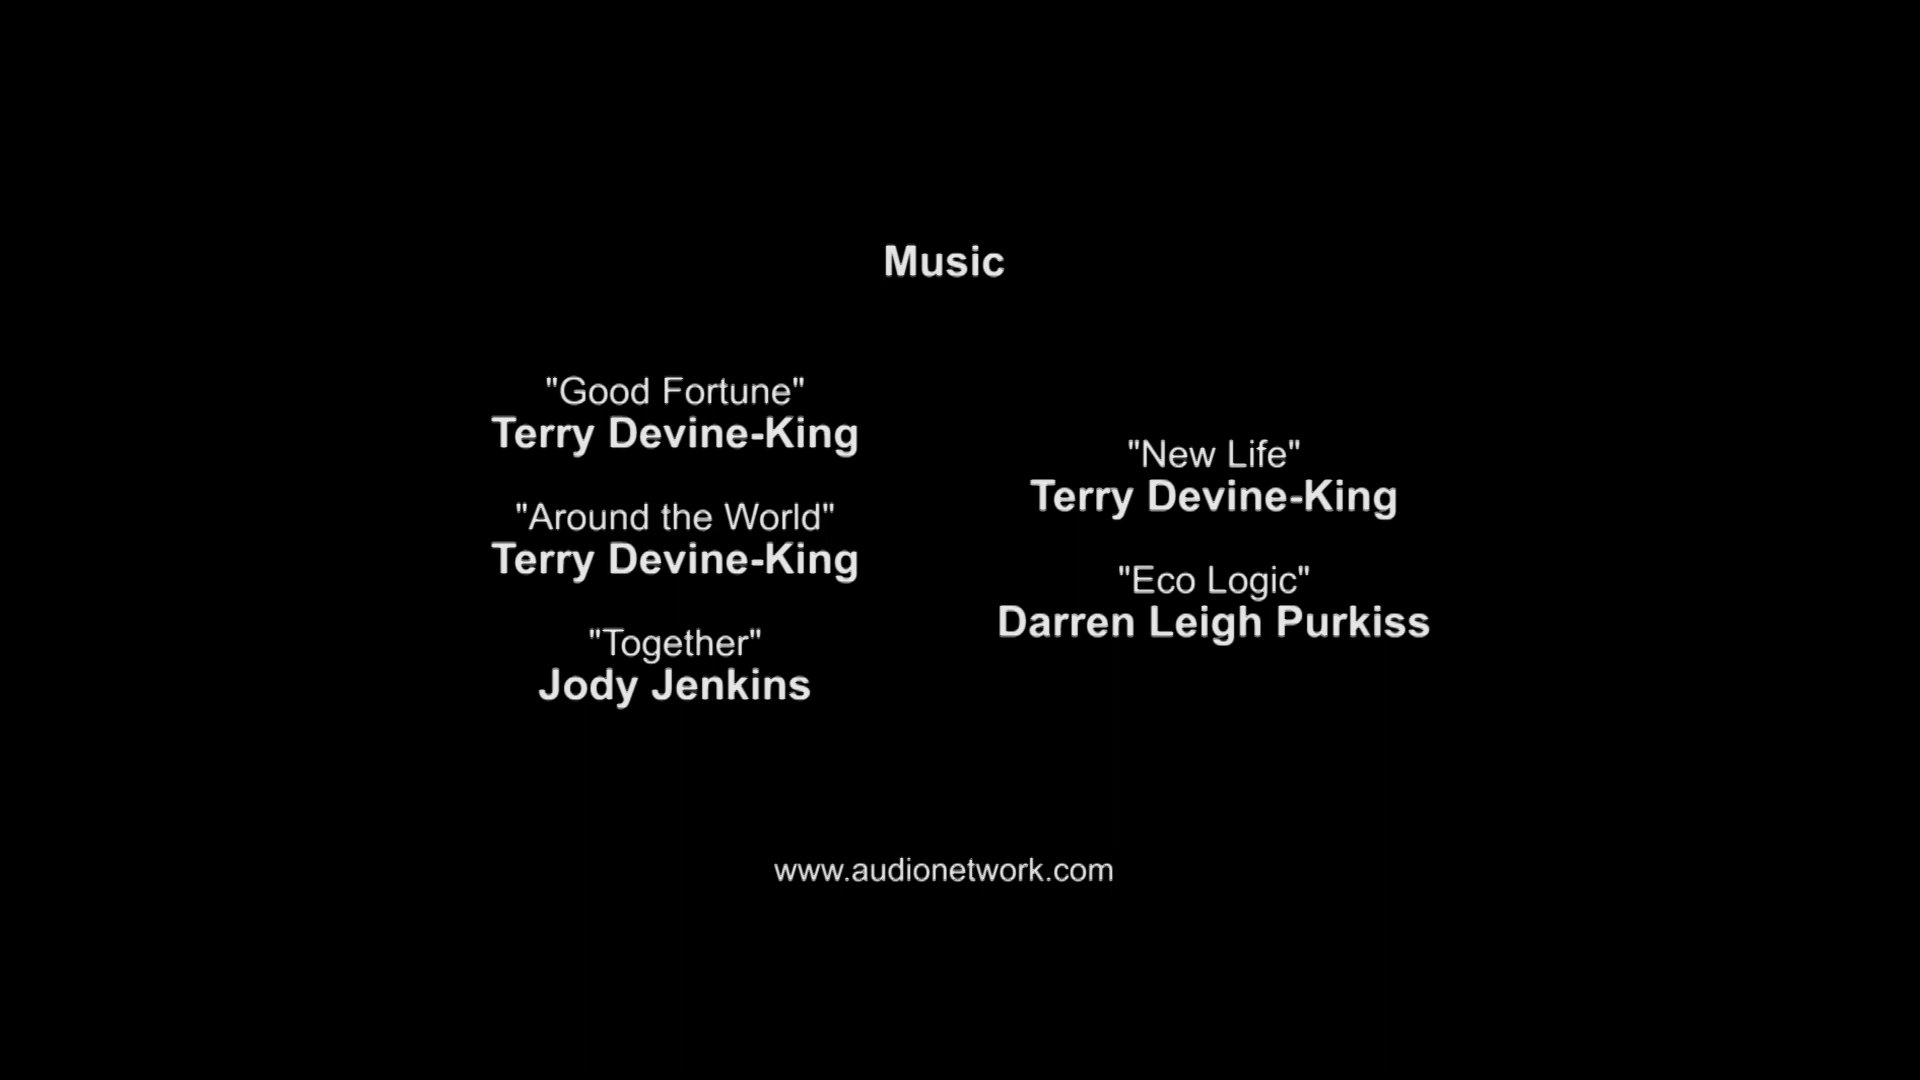 Music
"Good Fortune"
Terry Devine-King
"Around the World"
Terry Devine-King
"Together"
Jody Jenkins
"New Life"
Terry Devine-King
"Eco Logic"
Darren Leigh Purkiss
www.audionetwork.com